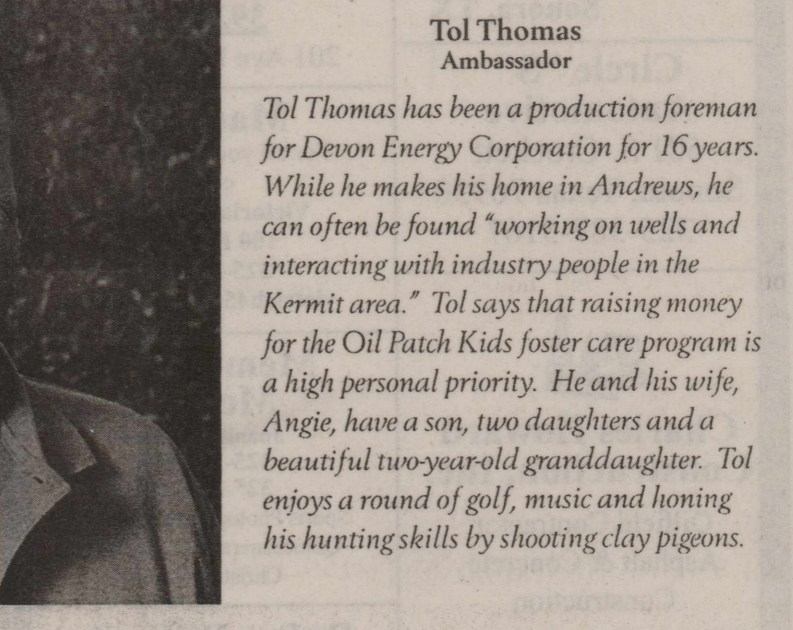 Tol Thomas
Ambassador
Tol Thomas has been a production foreman
for Devon Energy Corporation for 16 years.
While he makes his home in Andrews, he
can often be found “working on wells and
interacting with industry people in the
Kermit area.” Tol says that raising money
for the Oil Patch Kids foster care program is
a high personal priority. He and his wife,
Angie, have a son, two daughters and a
beautiful two-year-old granddaughter. Tol
enjoys a round of golf, music and honing
his hunting skills by shooting clay pigeons.